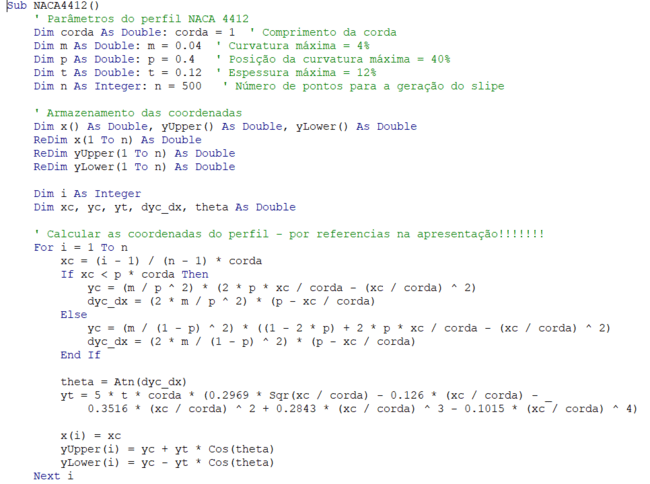 Sub NACA4412()
    ' Parâmetros do perfil NACA 4412
    Dim corda As Double: corda = 1  ' Comprimento da corda
    Dim m As Double: m = 0.04  ' Curvatura máxima = 4%
    Dim p As Double: p = 0.4  ' Posição da curvatura máxima = 40%
    Dim t As Double: t = 0.12  ' Espessura máxima = 12%
    Dim n As Integer: n = 500   ' Número de pontos para a geração do slipe

    ' Armazenamento das coordenadas
    Dim x() As Double, yUpper() As Double, yLower() As Double
    ReDim x(1 To n) As Double
    ReDim yUpper(1 To n) As Double
    ReDim yLower(1 To n) As Double

    Dim i As Integer
    Dim xc, yc, yt, dyc_dx, theta As Double

    ' Calcular as coordenadas do perfil - por referencias na apresentação!!!!!!!
    For i = 1 To n
        xc = (i - 1) / (n - 1) * corda
        If xc < p * corda Then
            yc = (m / p ^ 2) * (2 * p * xc / corda - (xc / corda) ^ 2)
            dyc_dx = (2 * m / p ^ 2) * (p - xc / corda)
        Else
            yc = (m / (1 - p) ^ 2) * ((1 - 2 * p) + 2 * p * xc / corda - (xc / corda) ^ 2)
            dyc_dx = (2 * m / (1 - p) ^ 2) * (p - xc / corda)
        End If

        theta = Atn(dyc_dx)
        yt = 5 * t * corda * (0.2969 * Sqr(xc / corda) - 0.126 * (xc / corda) - _
            0.3516 * (xc / corda) ^ 2 + 0.2843 * (xc / corda) ^ 3 - 0.1015 * (xc / corda) ^ 4)

        x(i) = xc
        yUpper(i) = yc + yt * Cos(theta)
        yLower(i) = yc - yt * Cos(theta)
    Next i